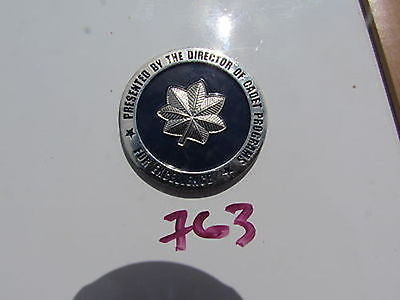 PRESENTED BY THE DIRECTOR OF CADET PROGRAMS
FOR EXCELLENCE
763